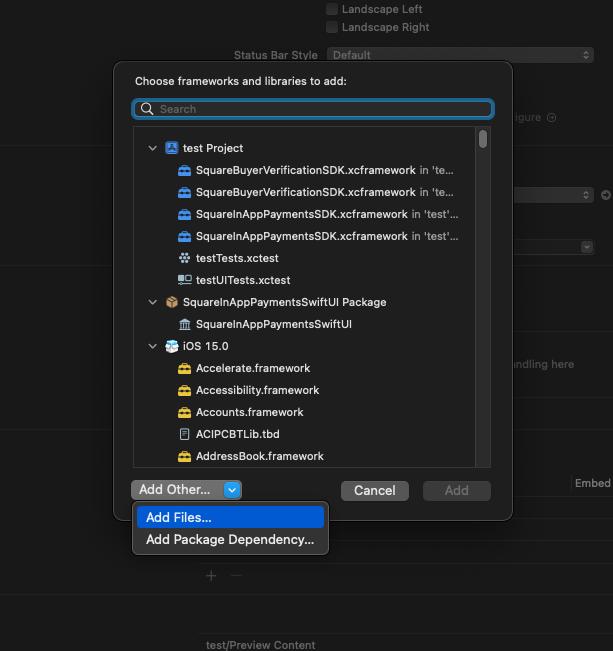 Landscape Left
Landscape Right
Status Bar Style Default
Choose frameworks and libraries to add:
Search
igure
test Project
SquareBuyerVerificationSDK.xcframework in 'te...
SquareBuyerVerificationSDK.xcframework in 'te...
SquareInAppPaymentsSDK.xcframework in 'test'...
SquareInAppPaymentsSDK.xcframework in 'test'...
testTests.xctest
testUITests.xctest
SquareInAppPaymentsSwiftUI Package
SquareInAppPaymentsSwiftUI
iOS 15.0
Accelerate.framework
ndling here
Accessibility.framework
Accounts.framework
ACIPCBTLib.tbd
AddressBook.framework
Embed
Add Other...
Cancel
Add
Add Files...
Add Package Dependency...
test/Preview Content